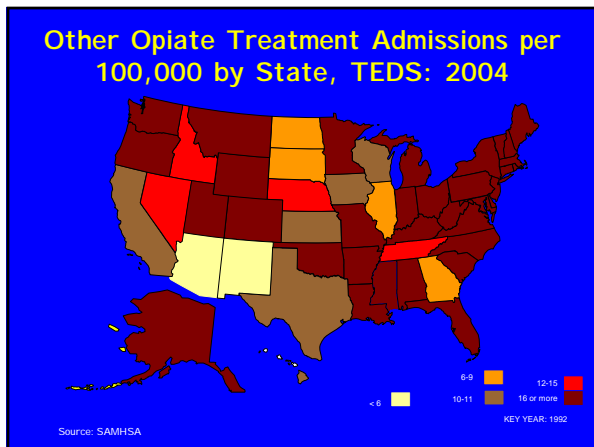 Other Opiate Treatment Admissions per
100,000 by State, TEDS: 2004
6-9
12-15
< 6
10-11
16 or more
KEY YEAR: 1992
Source: SAMHSA